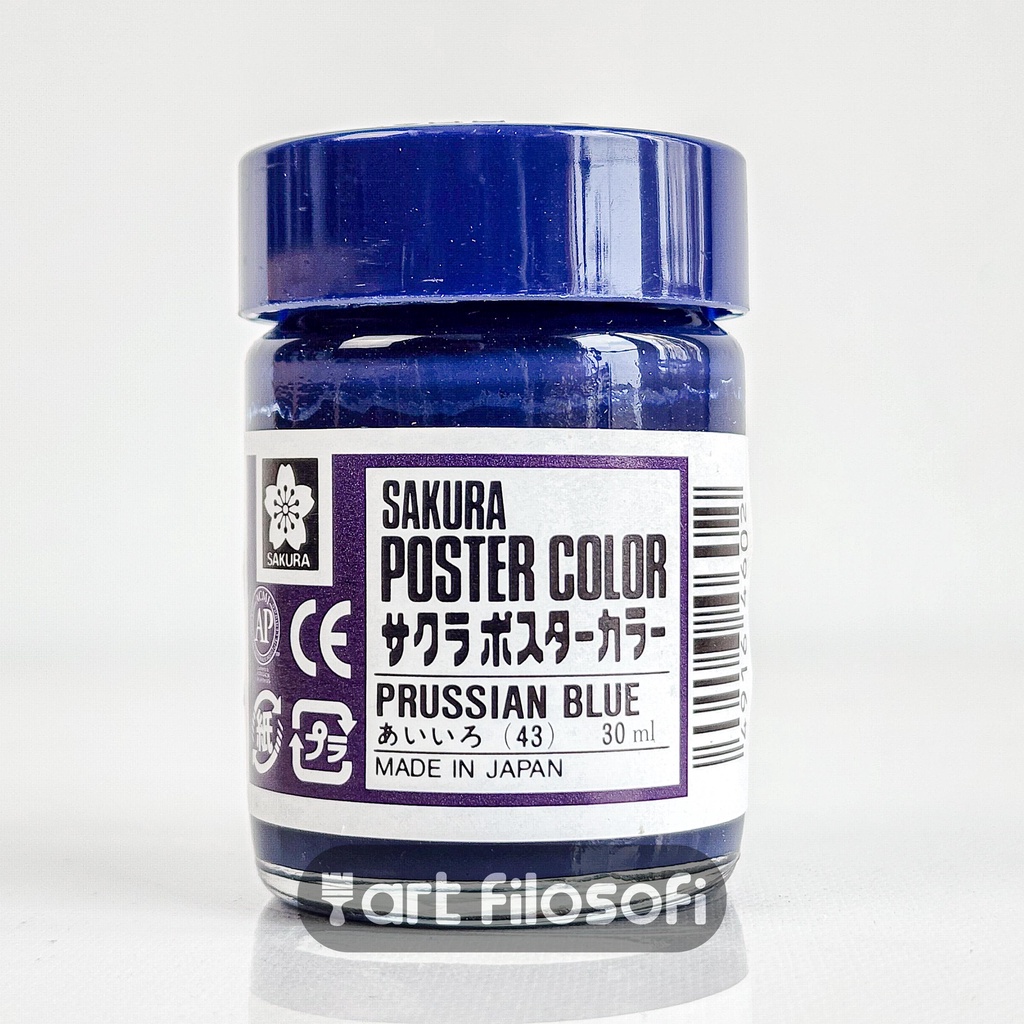 SAKURA
AP
CE
紙
プラ
SAKURA
POSTER COLOR
サクラポスターカラー
PRUSSIAN BLUE
あいいろ (43) 30 ml
MADE IN JAPAN
art filosofi